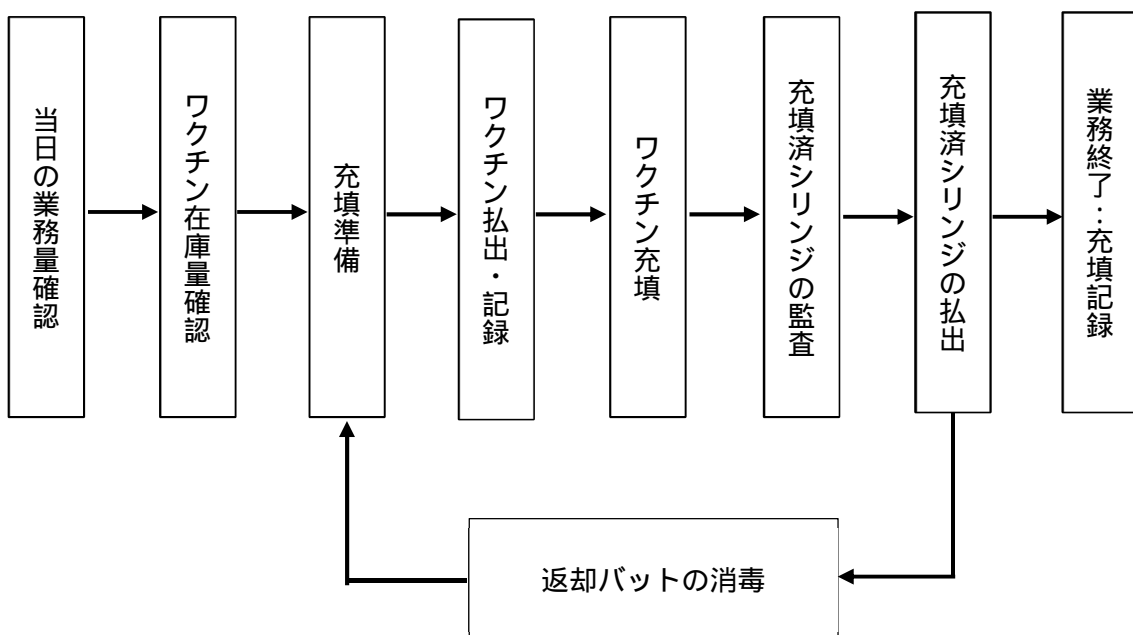 当日の業務量確認
ワクチン在庫量確認
充填準備
ワクチン払出・記録
ワクチン充填
充填済シリンジの監査
充填済シリンジの払出
業務終了…充填記録
返却バットの消毒